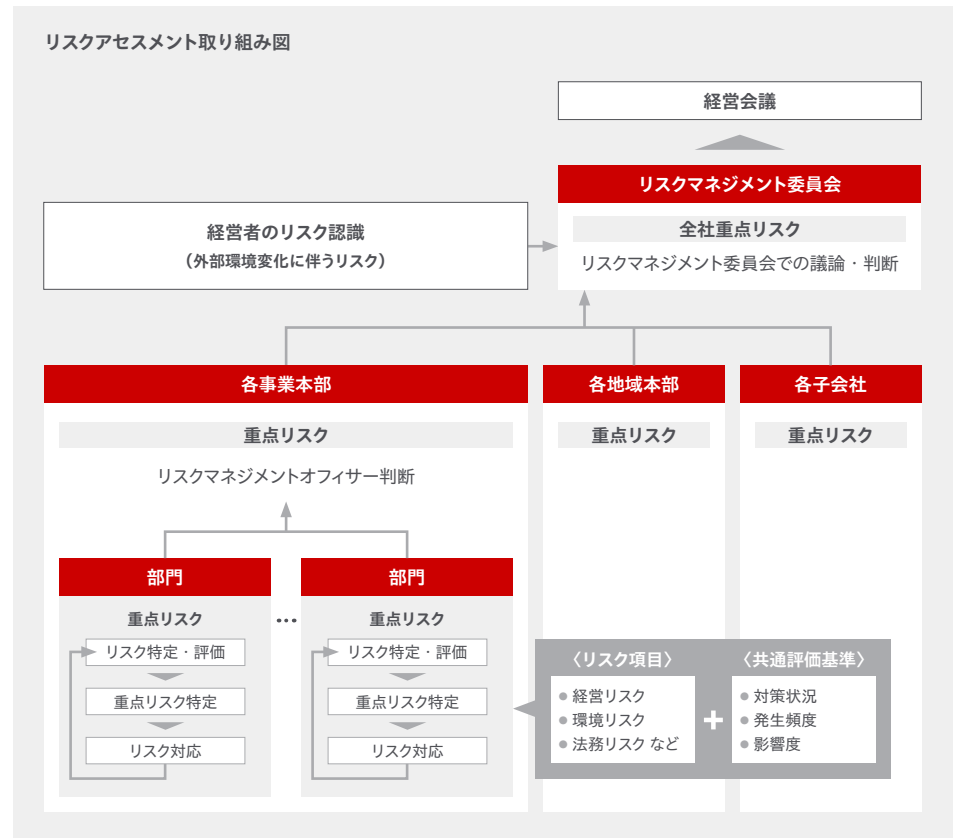 リスクアセスメント取り組み図
経営会議
リスクマネジメント委員会
全社重点リスク
リスクマネジメント委員会での議論・判断
経営者のリスク認識
（外部環境変化に伴うリスク）
各事業本部
重点リスク
リスクマネジメントオフィサー判断
部門
重点リスク
リスク特定・評価
重点リスク特定
リスク対応
…
部門
重点リスク
リスク特定・評価
重点リスク特定
リスク対応
各地域本部
重点リスク
各子会社
重点リスク
〈リスク項目〉
● 経営リスク
● 環境リスク
● 法務リスク など
+
〈共通評価基準〉
● 対策状況
● 発生頻度
● 影響度